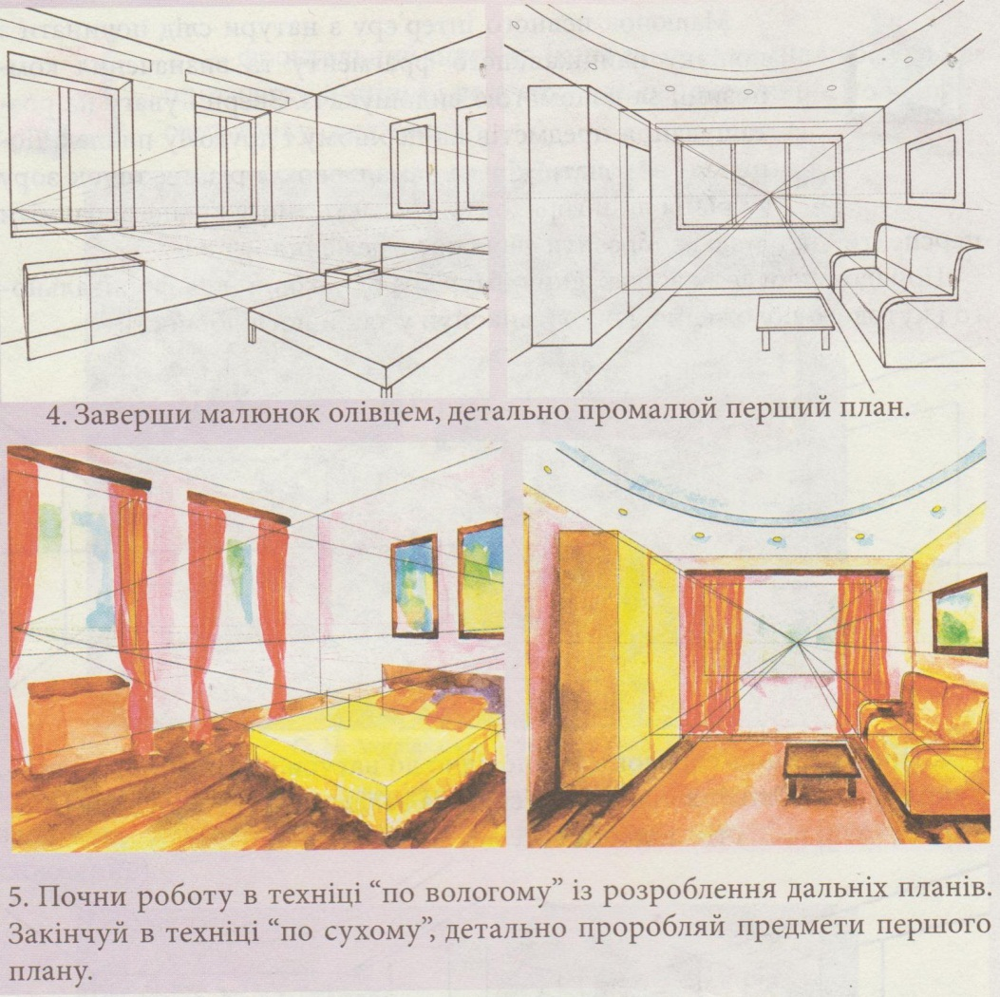 4. Заверши малюнок олівцем, детально промалюй перший план.
5. Почни роботу в техніці “по вологому” із розроблення дальніх планів.
Закінчуй в техніці “по сухому”, детально проробляй предмети першого
плану.